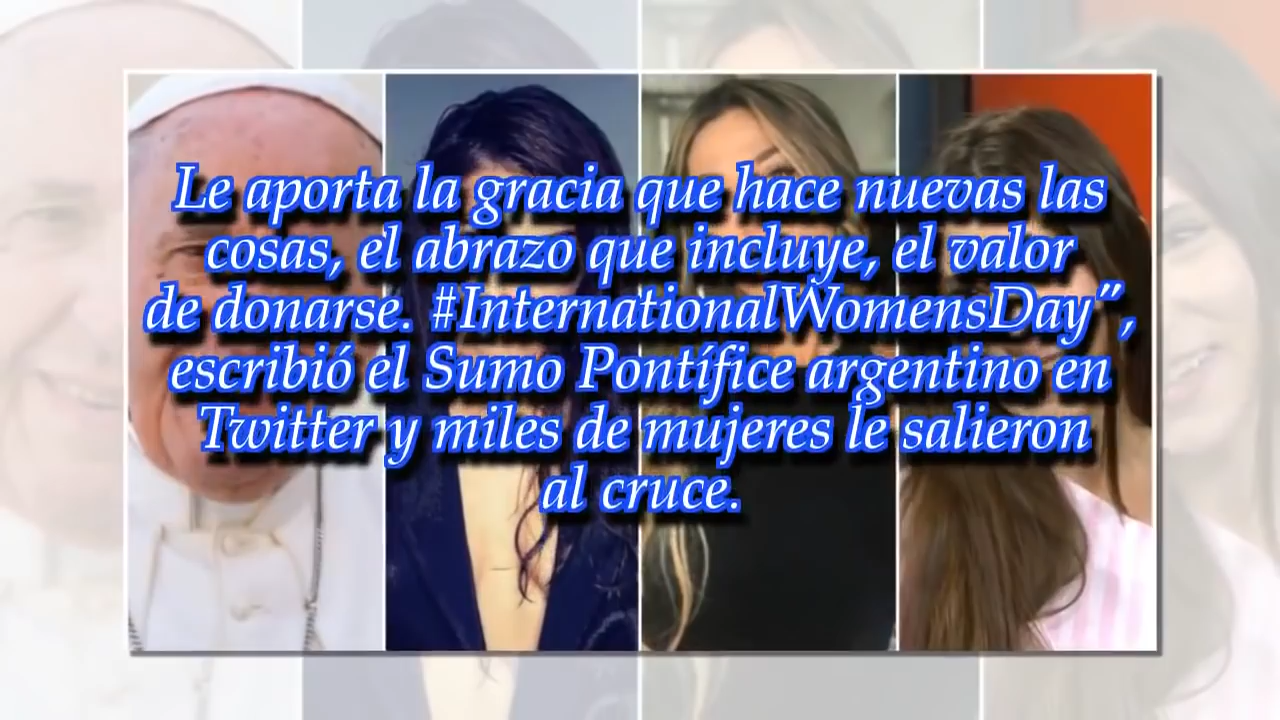 Le aporta la gracia que hace nuevas las
cosas, el abrazo que incluye, el valor
de donarse. #InternationalWomensDay”,
escribió el Sumo Pontífice argentino en
Twitter y miles de mujeres le salieron
al cruce.